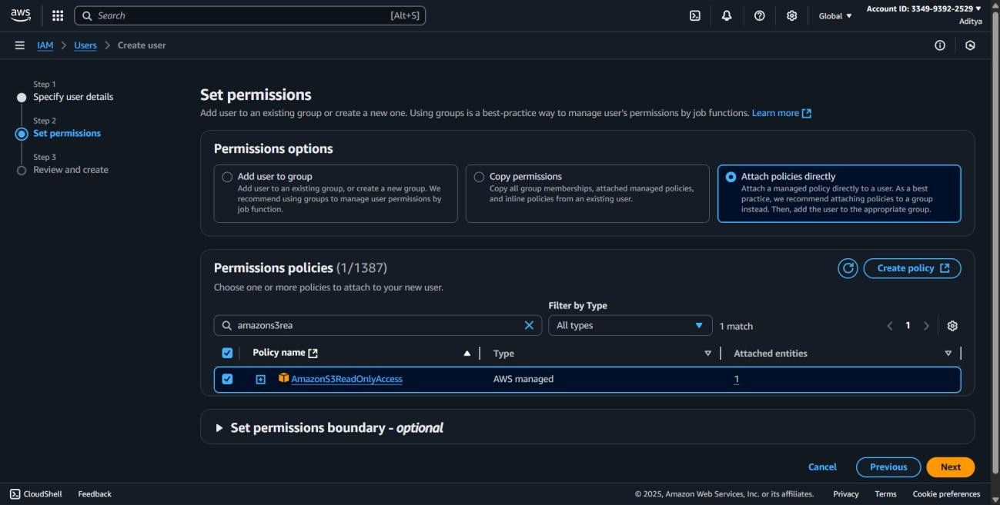 aws
Search [Alt+S]
Global
Account ID: 3349-9392-2529
Aditya
IAM > Users > Create user
Step 1
Specify user details
Step 2
Set permissions
Step 3
Review and create
Set permissions
Add user to an existing group or create a new one. Using groups is a best-practice way to manage user's permissions by job functions. Learn more
Permissions options
Add user to group
Add user to an existing group, or create a new group. We
recommend using groups to manage user permissions by
job function.
Copy permissions
Copy all group memberships, attached managed policies,
and inline policies from an existing user.
Attach policies directly
Attach a managed policy directly to a user. As a best
practice, we recommend attaching policies to a group
instead. Then, add the user to the appropriate group.
Permissions policies (1/1387)
Create policy
Choose one or more policies to attach to your new user.
Filter by Type
amazons3rea
All types
1 match
1
Policy name
Type
Attached entities
AmazonS3ReadOnlyAccess
AWS managed
1
Set permissions boundary - optional
Cancel
Previous
Next
CloudShell
Feedback
© 2025, Amazon Web Services, Inc. or its affiliates.
Privacy
Terms
Cookie preferences